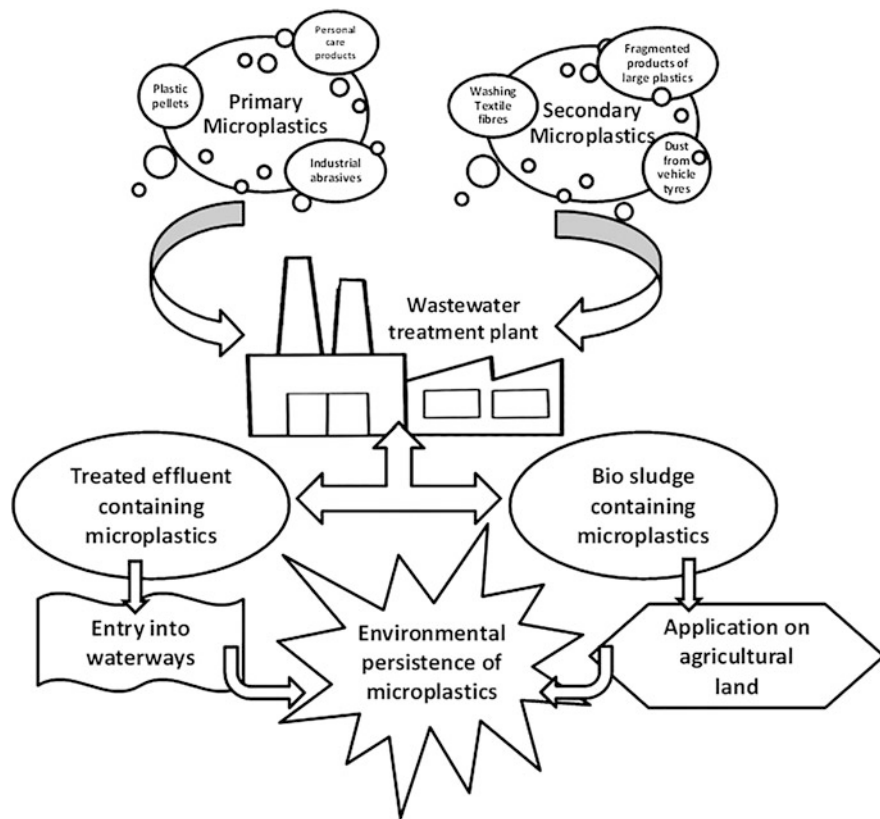 Personal
care
products
Plastic
pellets
Primary
Microplastics
Industrial
abrasives
Fragmented
products of
large plastics
Washing
Textile
fibres
Secondary
Microplastics
Dust
from
vehicle
tyres
Wastewater
treatment plant
Treated effluent
containing
microplastics
Bio sludge
containing
microplastics
Entry into
waterways
Environmental
persistence of
microplastics
Application on
agricultural
land